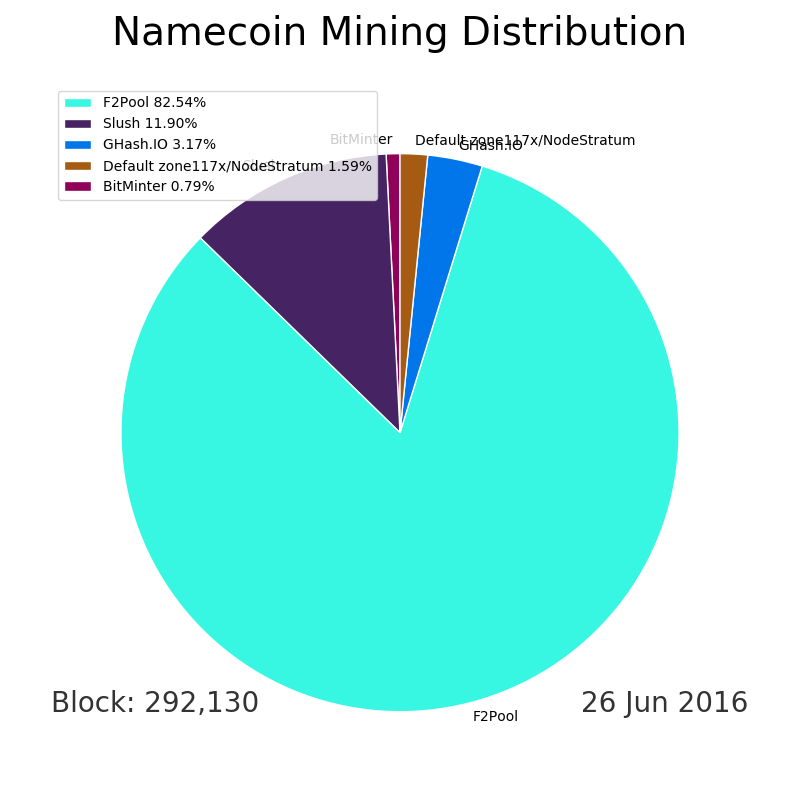 Namecoin Mining Distribution
F2Pool 82.54%
Slush 11.90%
GHash.IO 3.17%
Default zone117x/NodeStratum 1.59%
BitMinter 0.79%
BitMinter
Default zone117x/NodeStratum
GHash.IO
F2Pool
Block: 292,130
26 Jun 2016